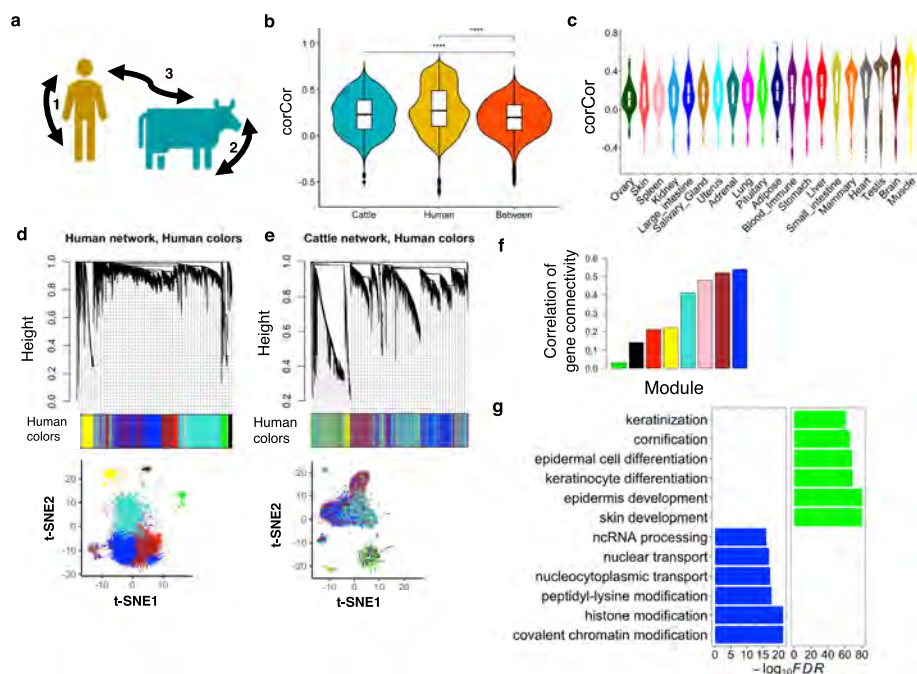 a
1
2
3
b
corCor
1.0
0.5
0.0
-0.5
****
****
Cattle
Human
Between
c
corCor
0.8
0.4
0.0
-0.4
Ovary
Skin
Spleen
Kidney
Large_intestine
Salivary_Gland
Uterus
Adrenal
Lung
Pituitary
Adipose
Blood_Immune
Stomach
Liver
Small_intestine
Mammary
Heart
Testis
Brain
Muscle
d
Human network, Human colors
Height
1.0
0.8
0.6
0.4
0.2
0.0
Human colors
t-SNE2
20
10
0
-10
-20
-10
0
10
t-SNE1
e
Cattle network, Human colors
Height
1.0
0.8
0.6
0.4
0.2
Human colors
t-SNE2
20
10
0
-10
-20
-20
-10
0
10
20
t-SNE1
f
Correlation of
gene connectivity
0.6
0.5
0.4
0.3
0.2
0.1
0.0
Module
g
keratinization
cornification
epidermal cell differentiation
keratinocyte differentiation
epidermis development
skin development
ncRNA processing
nuclear transport
nucleocytoplasmic transport
peptidyl-lysine modification
histone modification
covalent chromatin modification
0 5 10 15 20
0 20 40 60 80
−log10FDR